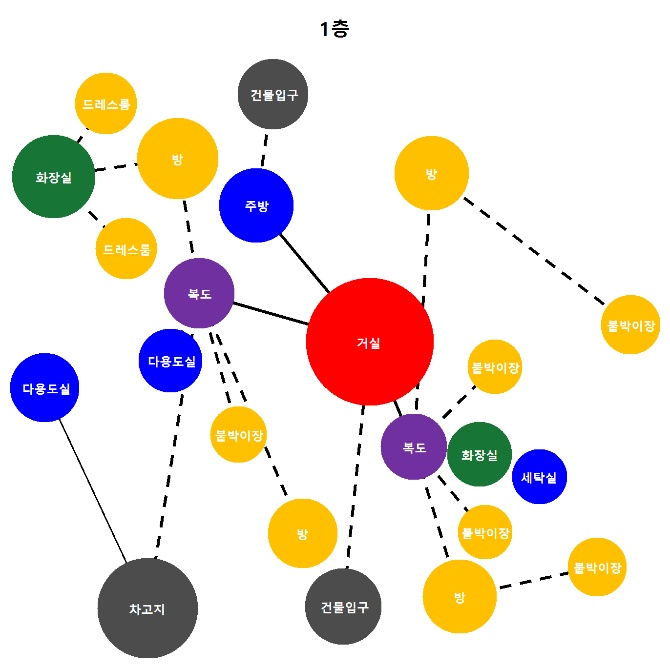 1층
건물입구
드레스룸
방
화장실
방
주방
드레스룸
복도
붙박이장
거실
다용도실
붙박이장
다용도실
붙박이장
복도
화장실
세탁실
방
붙박이장
붙박이장
방
건물입구
차고지